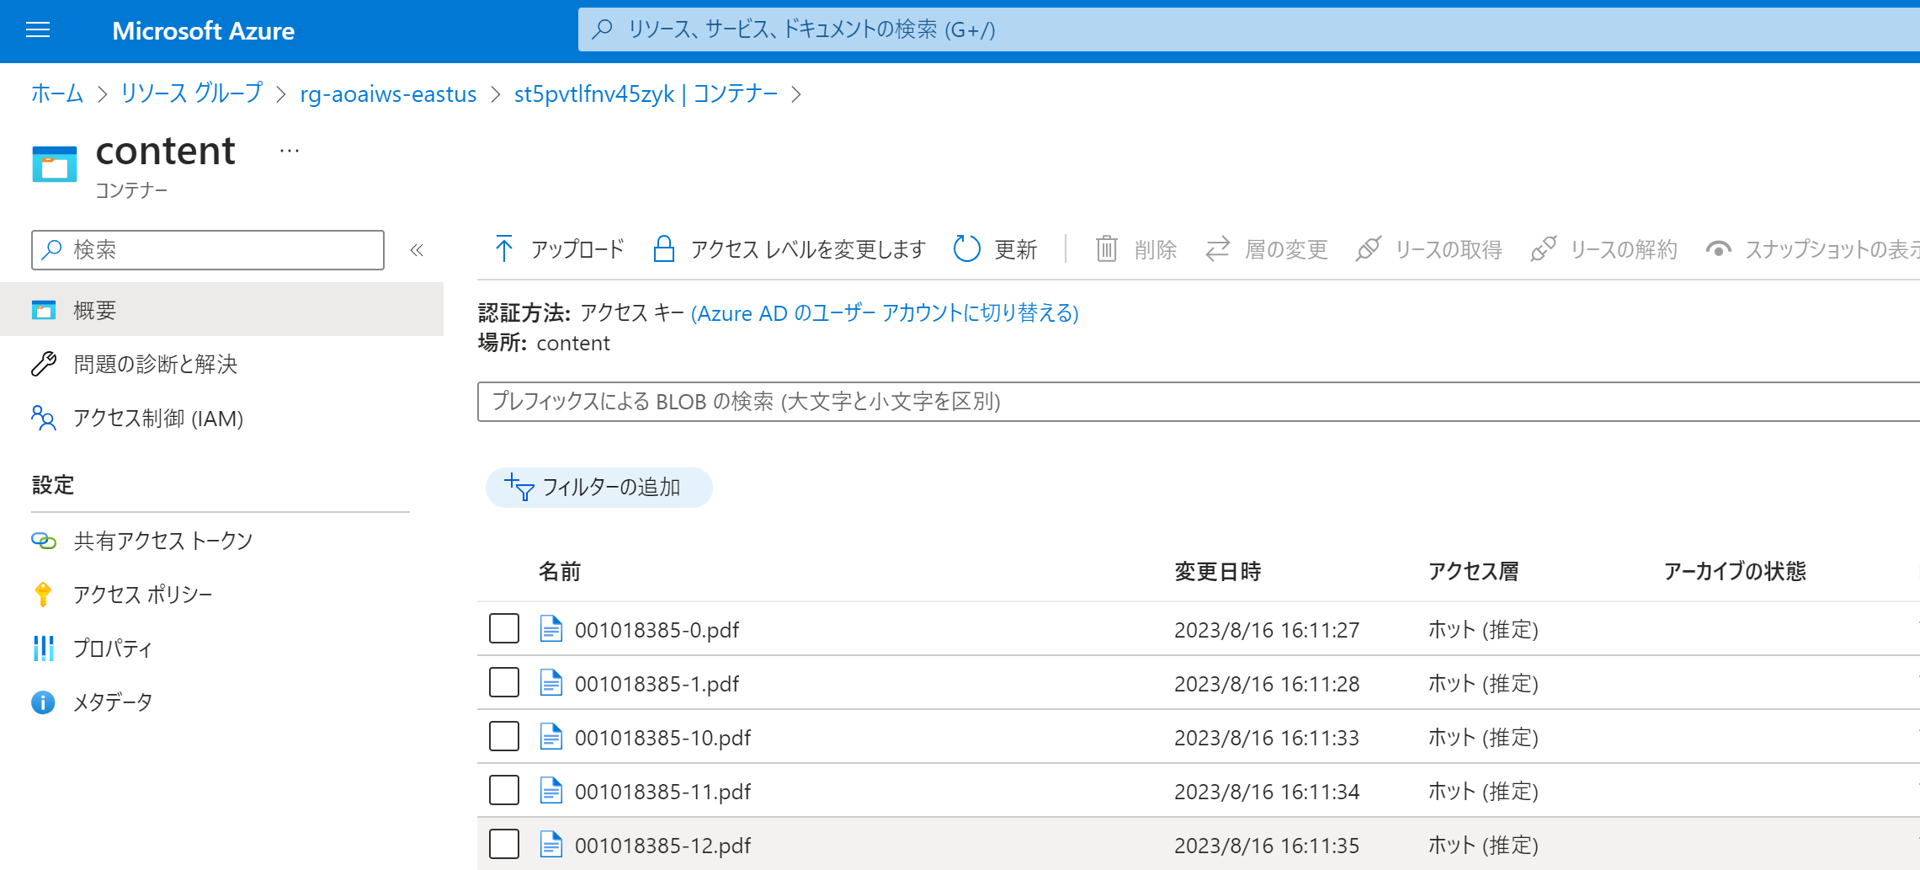 Microsoft Azure
リソース、サービス、ドキュメントの検索 (G+/)
ホーム > リソース グループ > rg-aoaiws-eastus > st5pvtlfnv45zyk | コンテナー >
content ...
コンテナー
検索 «
アップロード アクセス レベルを変更します 更新 削除 層の変更 リースの取得 リースの解約 スナップショットの表示
概要
問題の診断と解決
アクセス制御 (IAM)
設定
共有アクセス トークン
アクセス ポリシー
プロパティ
メタデータ
認証方法: アクセス キー (Azure AD のユーザー アカウントに切り替える)
場所: content
プレフィックスによる BLOB の検索 (大文字と小文字を区別)
フィルターの追加
名前 変更日時 アクセス層 アーカイブの状態
001018385-0.pdf 2023/8/16 16:11:27 ホット (推定)
001018385-1.pdf 2023/8/16 16:11:28 ホット (推定)
001018385-10.pdf 2023/8/16 16:11:33 ホット (推定)
001018385-11.pdf 2023/8/16 16:11:34 ホット (推定)
001018385-12.pdf 2023/8/16 16:11:35 ホット (推定)